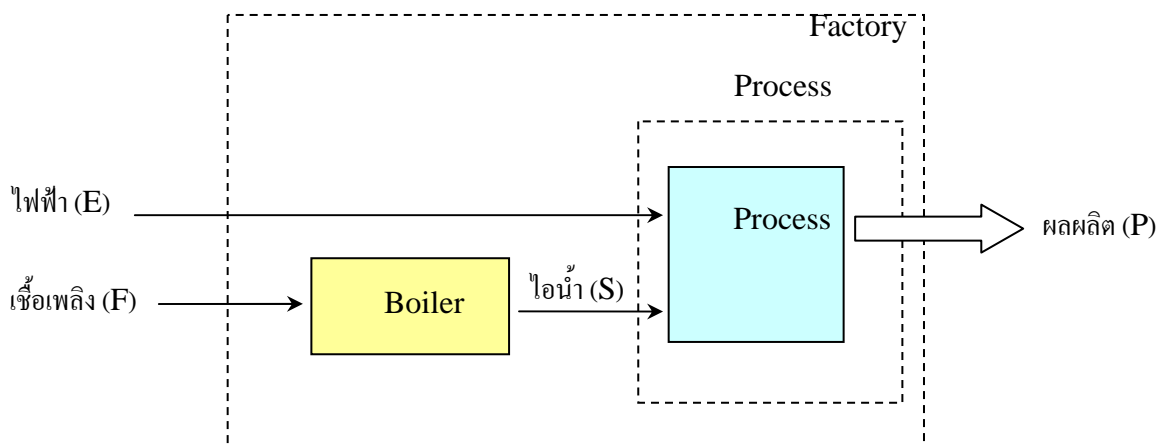 Factory
Process
ไฟฟ้า (E)
Process
ผลผลิต (P)
เชื้อเพลิง (F)
Boiler
ไอน้ำ (S)